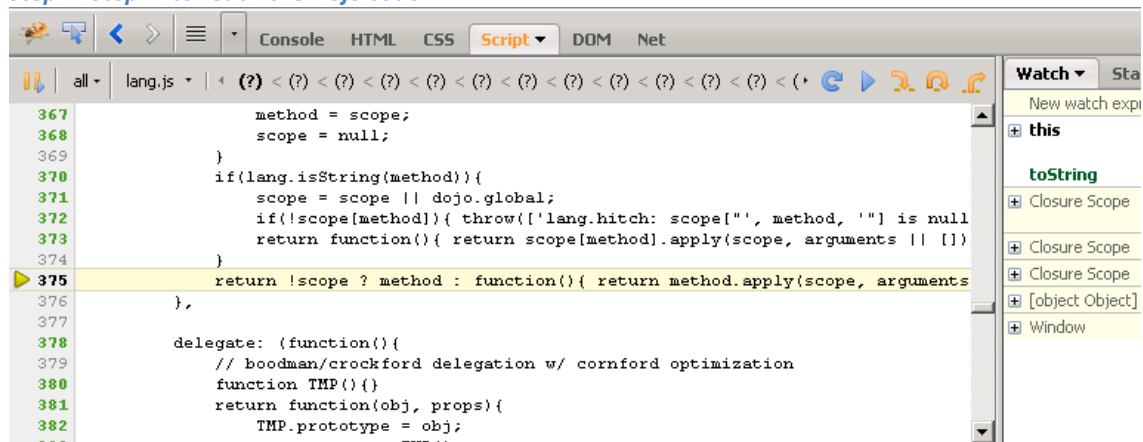 Console HTML CSS Script DOM Net
all lang.js (?) < (?) < (?) < (?) < (?) < (?) < (?) < (?) < (?) < (?) < (?) < (?) < (
Watch Sta
New watch exp
this
toString
Closure Scope
Closure Scope
Closure Scope
[object Object]
Window
367 method = scope;
368 scope = null;
369 }
370 if(lang.isString(method)){
371 scope = scope || dojo.global;
372 if(!scope[method]){ throw(['lang.hitch: scope["', method, '"] is null
373 return function(){ return scope[method].apply(scope, arguments || [])
374 }
375 return !scope ? method : function(){ return method.apply(scope, arguments
376 },
377
378 delegate: (function(){
379 // boodman/crockford delegation w/ cornford optimization
380 function TMP(){}
381 return function(obj, props){
382 TMP.prototype = obj;